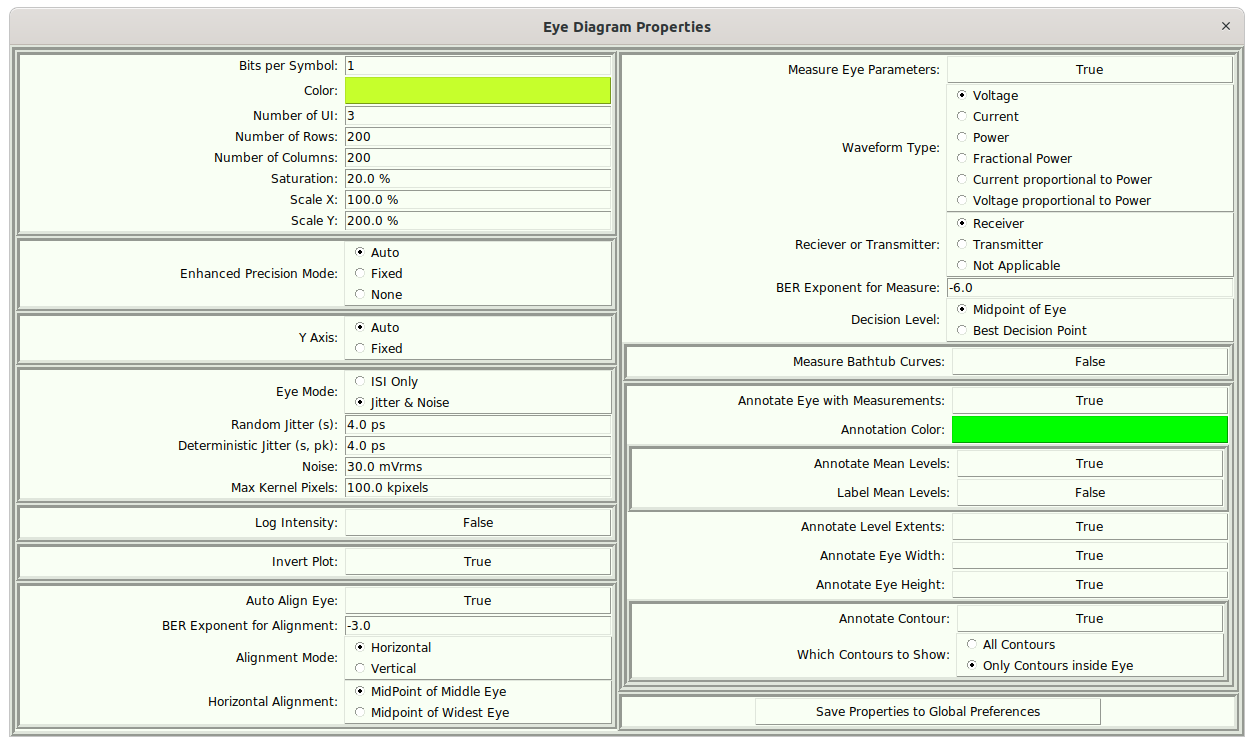 Eye Diagram Properties
×
Bits per Symbol: 1
Color:
Number of UI: 3
Number of Rows: 200
Number of Columns: 200
Saturation: 20.0 %
Scale X: 100.0 %
Scale Y: 200.0 %
Enhanced Precision Mode:
Auto
Fixed
None
Y Axis:
Auto
Fixed
Eye Mode:
ISI Only
Jitter & Noise
Random Jitter (s): 4.0 ps
Deterministic Jitter (s, pk): 4.0 ps
Noise: 30.0 mVrms
Max Kernel Pixels: 100.0 kpixels
Log Intensity: False
Invert Plot: True
Auto Align Eye: True
BER Exponent for Alignment: -3.0
Alignment Mode:
Horizontal
Vertical
Horizontal Alignment:
MidPoint of Middle Eye
Midpoint of Widest Eye
Measure Eye Parameters: True
Waveform Type:
Voltage
Current
Power
Fractional Power
Current proportional to Power
Voltage proportional to Power
Reciever or Transmitter:
Receiver
Transmitter
Not Applicable
BER Exponent for Measure: -6.0
Decision Level:
Midpoint of Eye
Best Decision Point
Measure Bathtub Curves: False
Annotate Eye with Measurements: True
Annotation Color:
Annotate Mean Levels: True
Label Mean Levels: False
Annotate Level Extents: True
Annotate Eye Width: True
Annotate Eye Height: True
Annotate Contour: True
Which Contours to Show:
All Contours
Only Contours inside Eye
Save Properties to Global Preferences